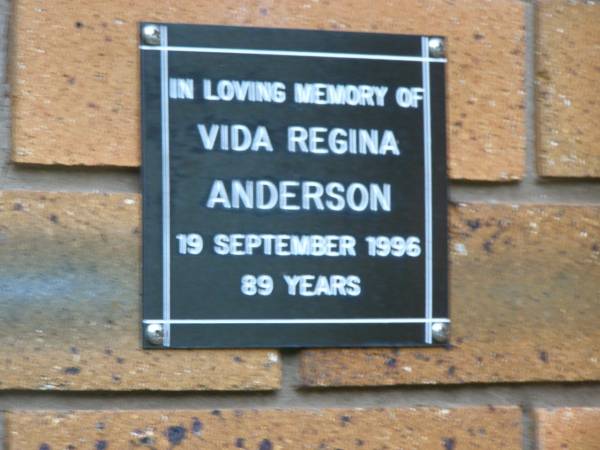 IN LOVING MEMORY OF
VIDA REGINA
ANDERSON
19 SEPTEMBER 1996
89 YEARS